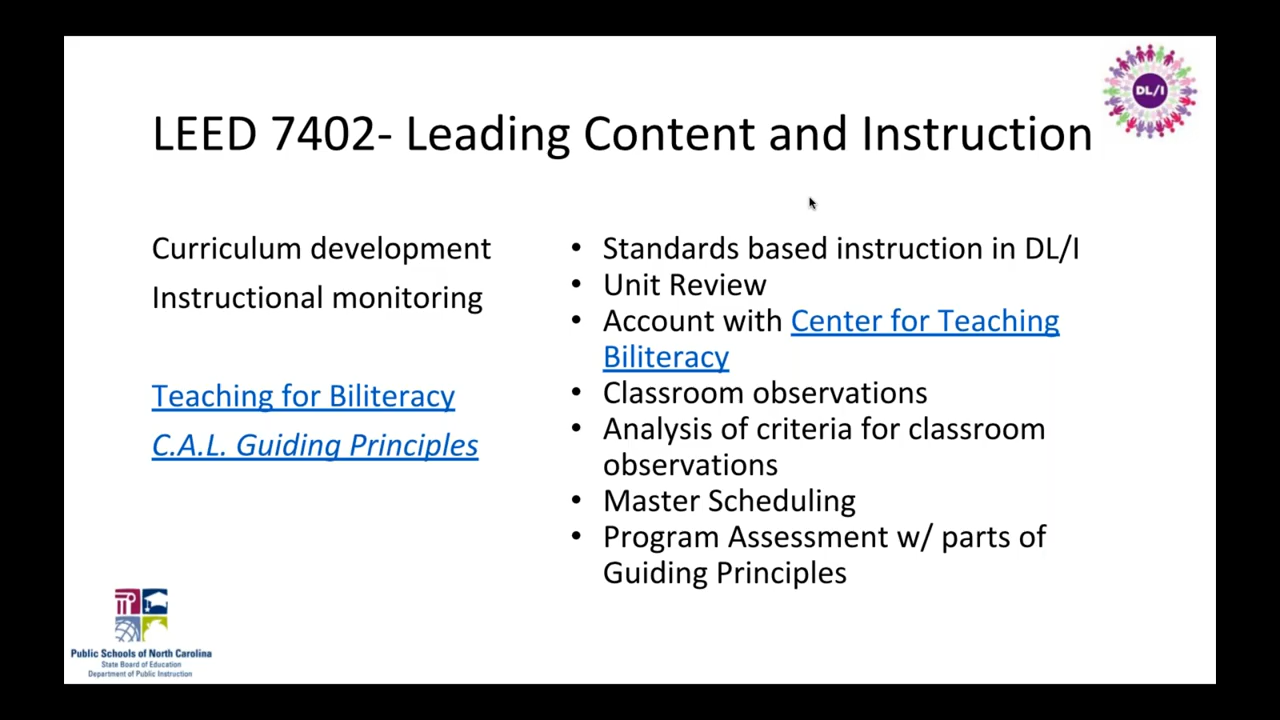 DL/I
LEED 7402- Leading Content and Instruction
Curriculum development
Instructional monitoring
Teaching for Biliteracy
C.A.L. Guiding Principles
• Standards based instruction in DL/I
• Unit Review
• Account with Center for Teaching
Biliteracy
• Classroom observations
• Analysis of criteria for classroom
observations
• Master Scheduling
• Program Assessment w/ parts of
Guiding Principles
Public Schools of North Carolina
State Board of Education
Department of Public Instruction